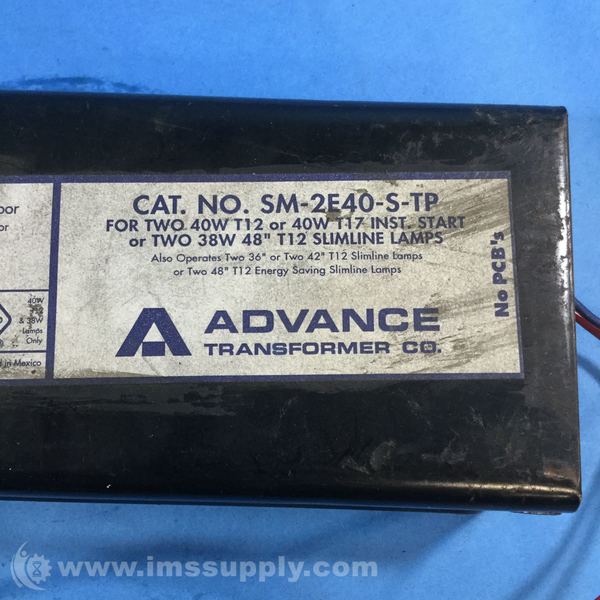 CAT. NO. SM-2E40-S-TP
FOR TWO 40W T12 or 40W T17 INST. START
or TWO 38W 48" T12 SLIMLINE LAMPS
Also Operates Two 36" or Two 42" T12 Slimline Lamps
or Two 48" T12 Energy Saving Slimline Lamps
ADVANCE
TRANSFORMER CO.
No PCB's
40W
& 38W
Lamps
Only
in Mexico
www.imssupply.com